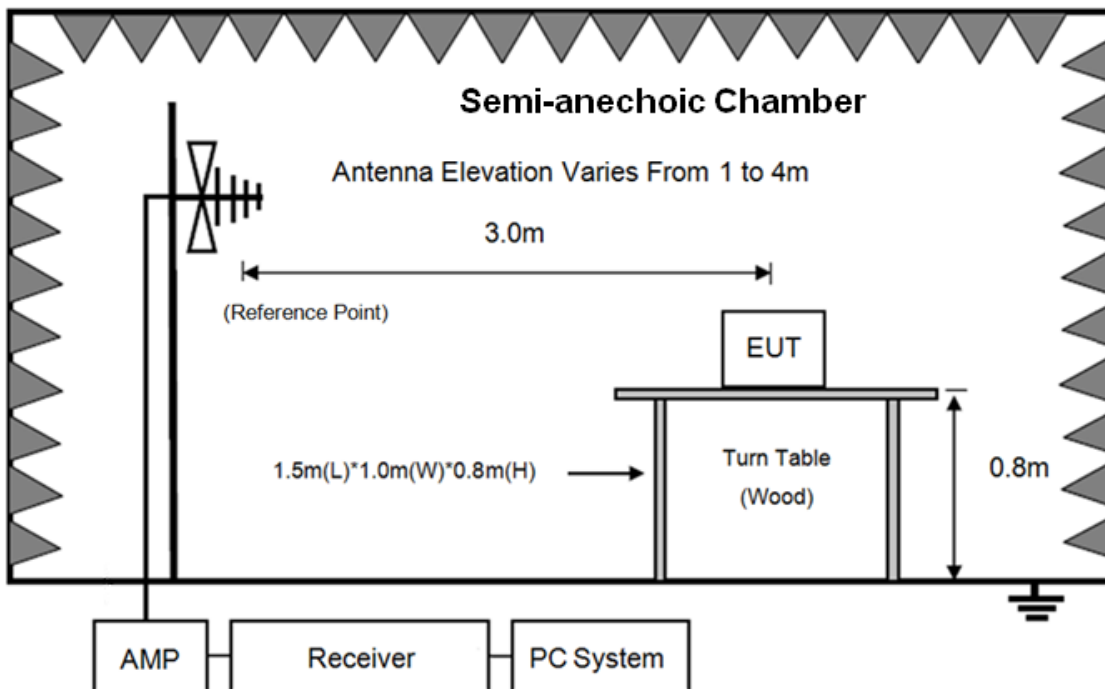 Semi-anechoic Chamber
Antenna Elevation Varies From 1 to 4m
3.0m
(Reference Point)
EUT
1.5m(L)*1.0m(W)*0.8m(H)
Turn Table
(Wood)
0.8m
AMP
Receiver
PC System